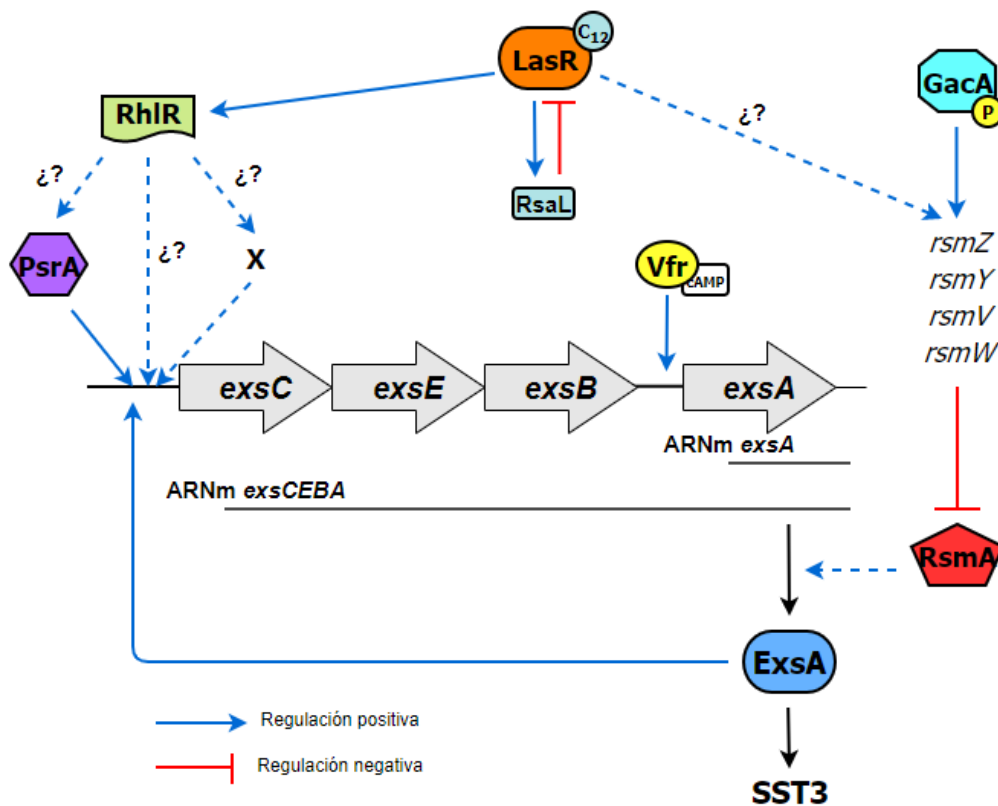 C12
LasR
GacA
P
RhlR
¿?
¿?
¿?
¿?
RsaL
PsrA
X
Vfr
cAMP
rsmZ
rsmY
rsmV
rsmW
exsC
exsE
exsB
exsA
ARNm exsA
ARNm exsCEBA
RsmA
ExsA
Regulación positiva
Regulación negativa
SST3